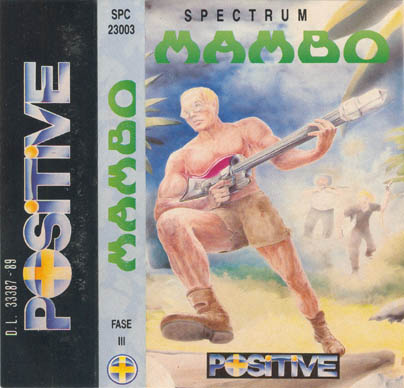 D.L. 33387-89
POSITIVE
SPC
23003
MAMBO
FASE
III
SPECTRUM
MAMBO
POSITIVE